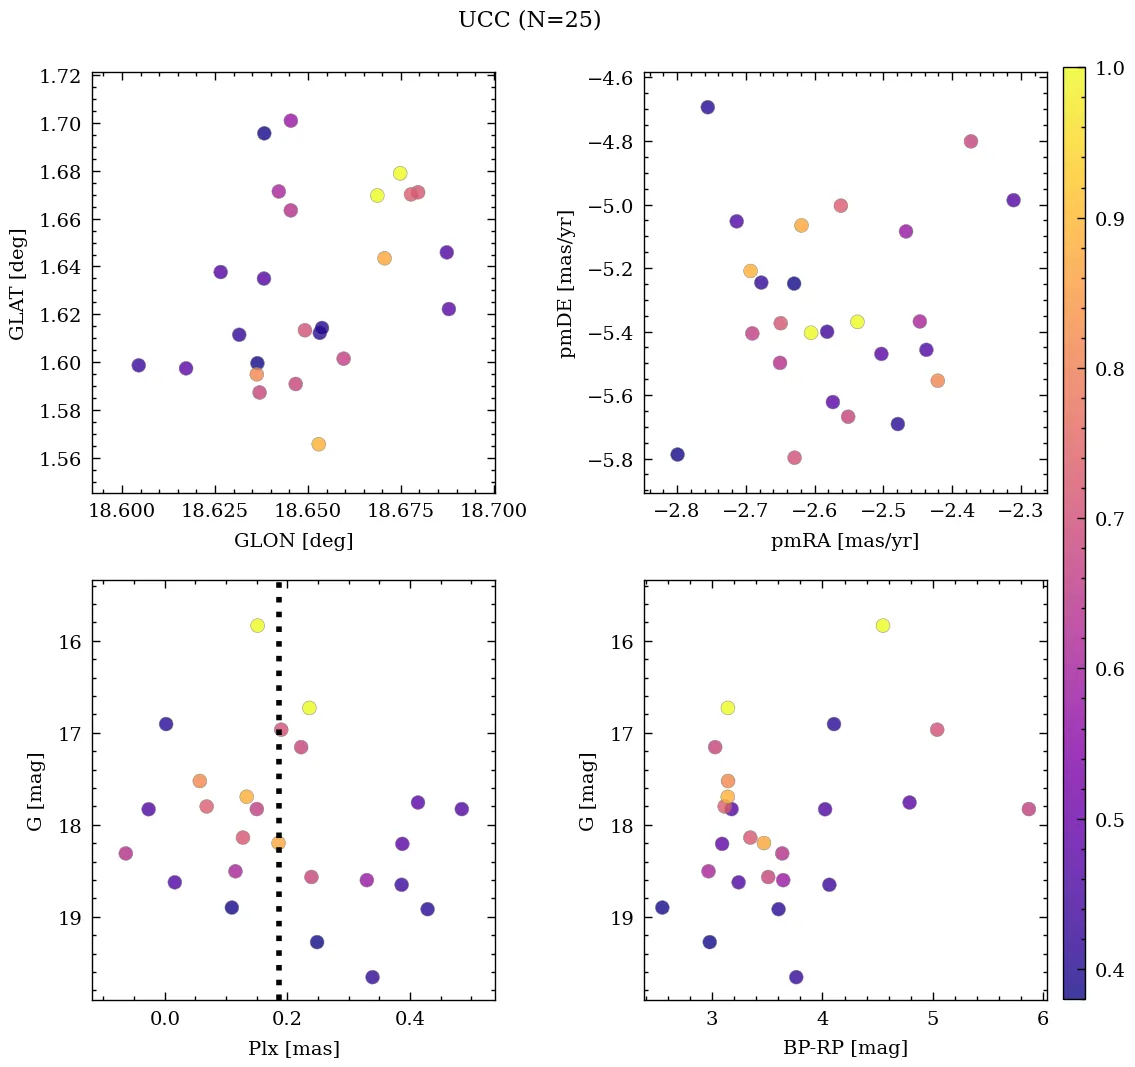 UCC (N=25)
1.72
1.70
1.68
1.66
1.64
1.62
1.60
1.58
1.56
GLAT [deg]
18.600 18.625 18.650 18.675 18.700
GLON [deg]
−4.6
−4.8
−5.0
−5.2
−5.4
−5.6
−5.8
pmDE [mas/yr]
−2.8 −2.7 −2.6 −2.5 −2.4 −2.3
pmRA [mas/yr]
1.0
0.9
0.8
0.7
0.6
0.5
0.4
16
17
18
19
G [mag]
0.0 0.2 0.4
Plx [mas]
16
17
18
19
G [mag]
3 4 5 6
BP-RP [mag]